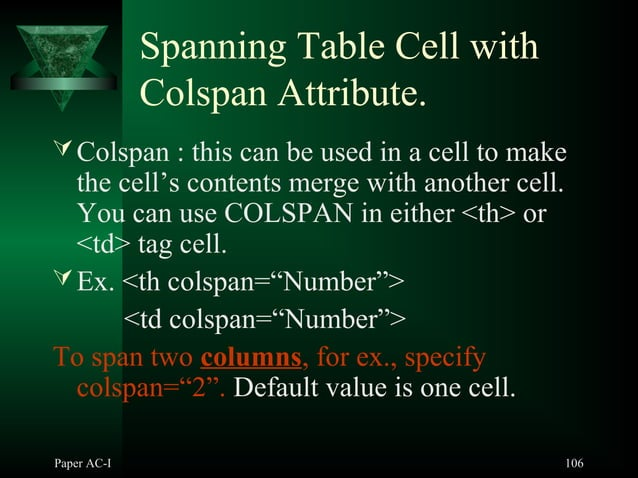 Spanning Table Cell with
Colspan Attribute.
Colspan : this can be used in a cell to make
the cell’s contents merge with another cell.
You can use COLSPAN in either <th> or
<td> tag cell.
Ex. <th colspan=“Number”>
<td colspan=“Number”>
To span two columns, for ex., specify
colspan=“2”. Default value is one cell.
Paper AC-I 106